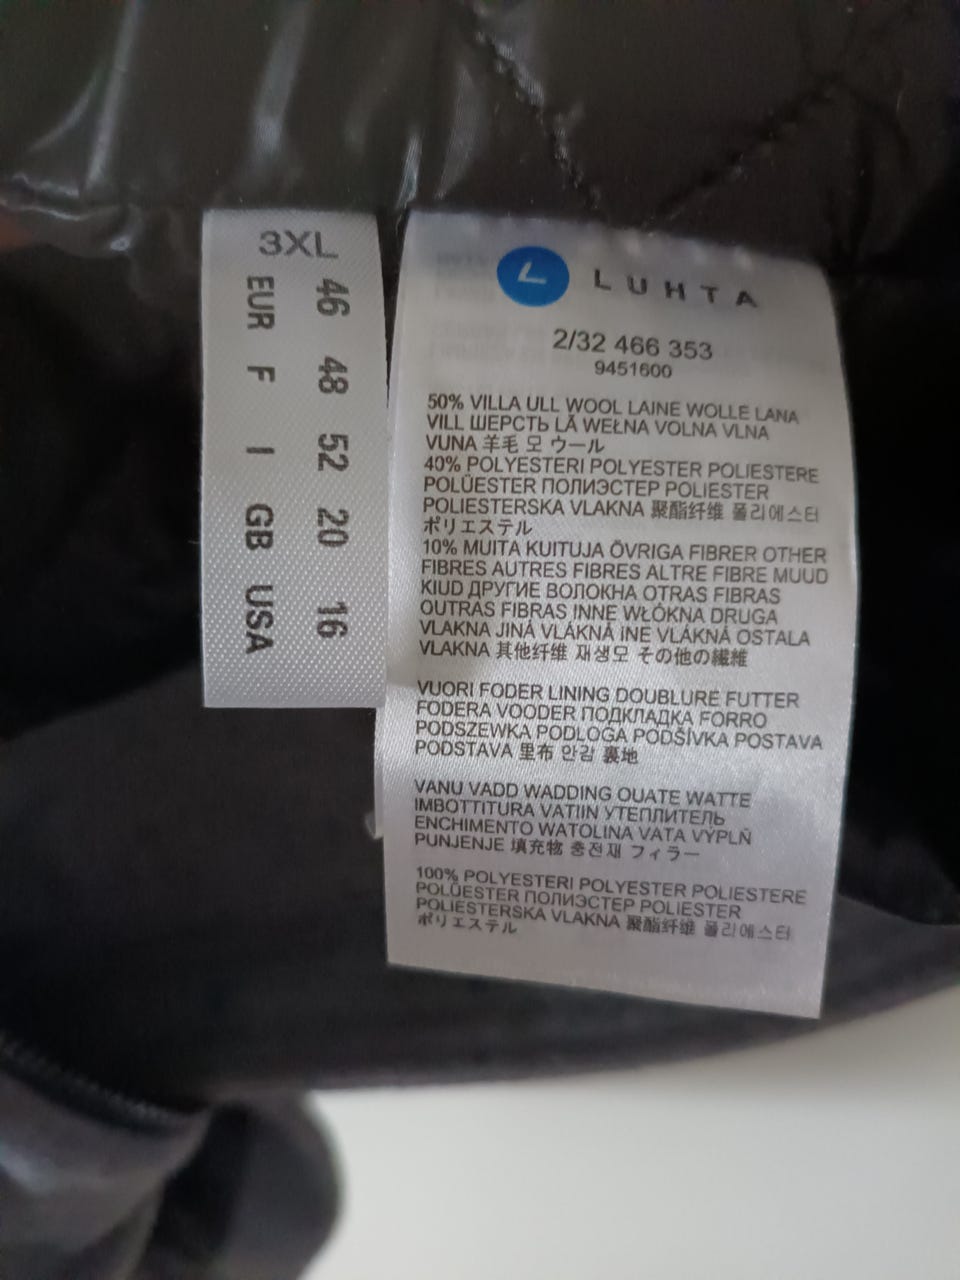 3XL
EUR 46
F 48
I 52
GB 20
USA 16
LUHTA
2/32 466 353
9451600
50% VILLA ULL WOOL LAINE WOLLE LANA
VILL ШЕРСТЬ LÃ WEŁNA VOLNA VLNA
VUNA 羊毛 모 ウール
40% POLYESTERI POLYESTER POLIESTERE
POLÜESTER ПОЛИЭСТЕР POLIESTER
POLIESTERSKA VLAKNA 聚酯纤维 폴리에스터
ポリエステル
10% MUITA KUITUJA ÖVRIGA FIBRER OTHER
FIBRES AUTRES FIBRES ALTRE FIBRE MUUD
KIUD ДРУГИЕ ВОЛОКНА OTRAS FIBRAS
OUTRAS FIBRAS INNE WŁÓKNA DRUGA
VLAKNA JINÁ VLÁKNÁ INÉ VLÁKNÁ OSTALA
VLAKNA 其他纤维 재생모 その他の繊維
VUORI FODER LINING DOUBLURE FUTTER
FODERA VOODER ПОДКЛАДКА FORRO
PODSZEWKA PODLOGA PODŠÍVKA POSTAVA
PODSTAVA 里布 안감 裏地
VANU VADD WADDING OUATE WATTE
IMBOTTITURA VATIIN УТЕПЛИТЕЛЬ
ENCHIMENTO WATOLINA VATA VÝPLŇ
PUNJENJE 填充物 충전재 フィラー
100% POLYESTERI POLYESTER POLIESTERE
POLÜESTER ПОЛИЭСТЕР POLIESTER
POLIESTERSKA VLAKNA 聚酯纤维 폴리에스터
ポリエステル